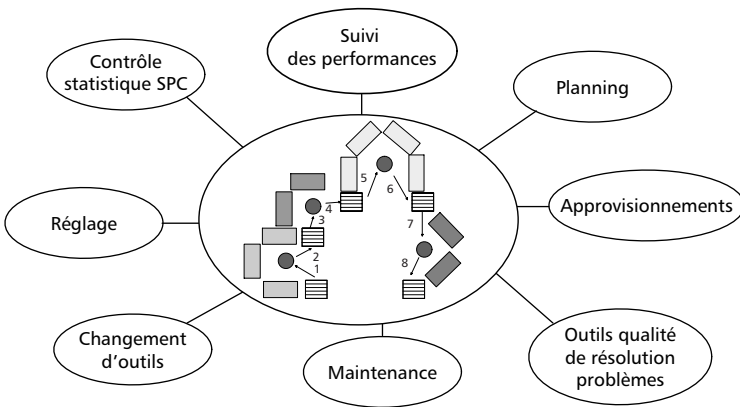 Suivi
des performances
Contrôle
statistique SPC
Planning
Réglage
Approvisionnements
Changement
d'outils
Maintenance
Outils qualité
de résolution
problèmes
5
6
4
3
7
2
1
8